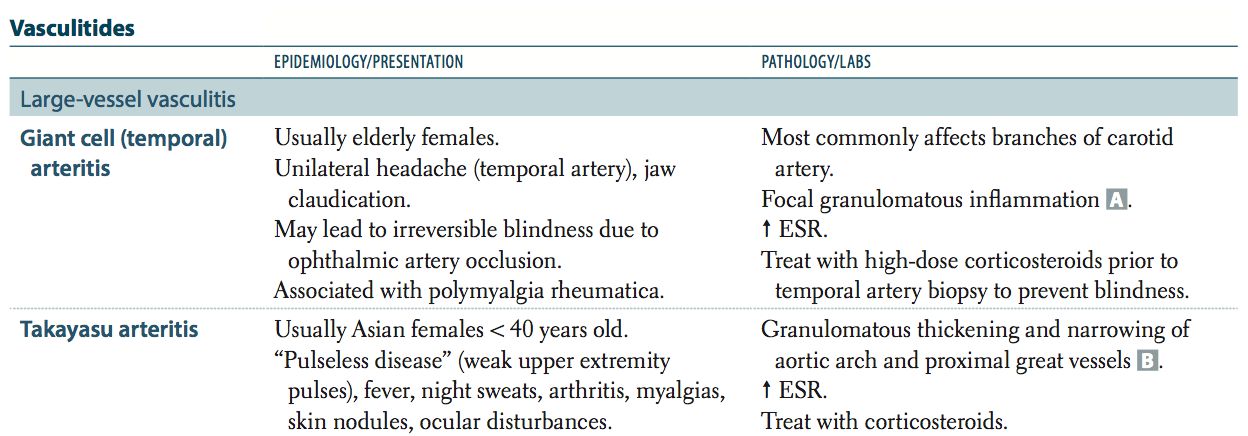 Vasculitides
EPIDEMIOLOGY/PRESENTATION PATHOLOGY/LABS
Large-vessel vasculitis
Giant cell (temporal)
arteritis
Usually elderly females.
Unilateral headache (temporal artery), jaw
claudication.
May lead to irreversible blindness due to
ophthalmic artery occlusion.
Associated with polymyalgia rheumatica.
Most commonly affects branches of carotid
artery.
Focal granulomatous inflammation A.
↑ ESR.
Treat with high-dose corticosteroids prior to
temporal artery biopsy to prevent blindness.
Takayasu arteritis
Usually Asian females < 40 years old.
“Pulseless disease” (weak upper extremity
pulses), fever, night sweats, arthritis, myalgias,
skin nodules, ocular disturbances.
Granulomatous thickening and narrowing of
aortic arch and proximal great vessels B.
↑ ESR.
Treat with corticosteroids.